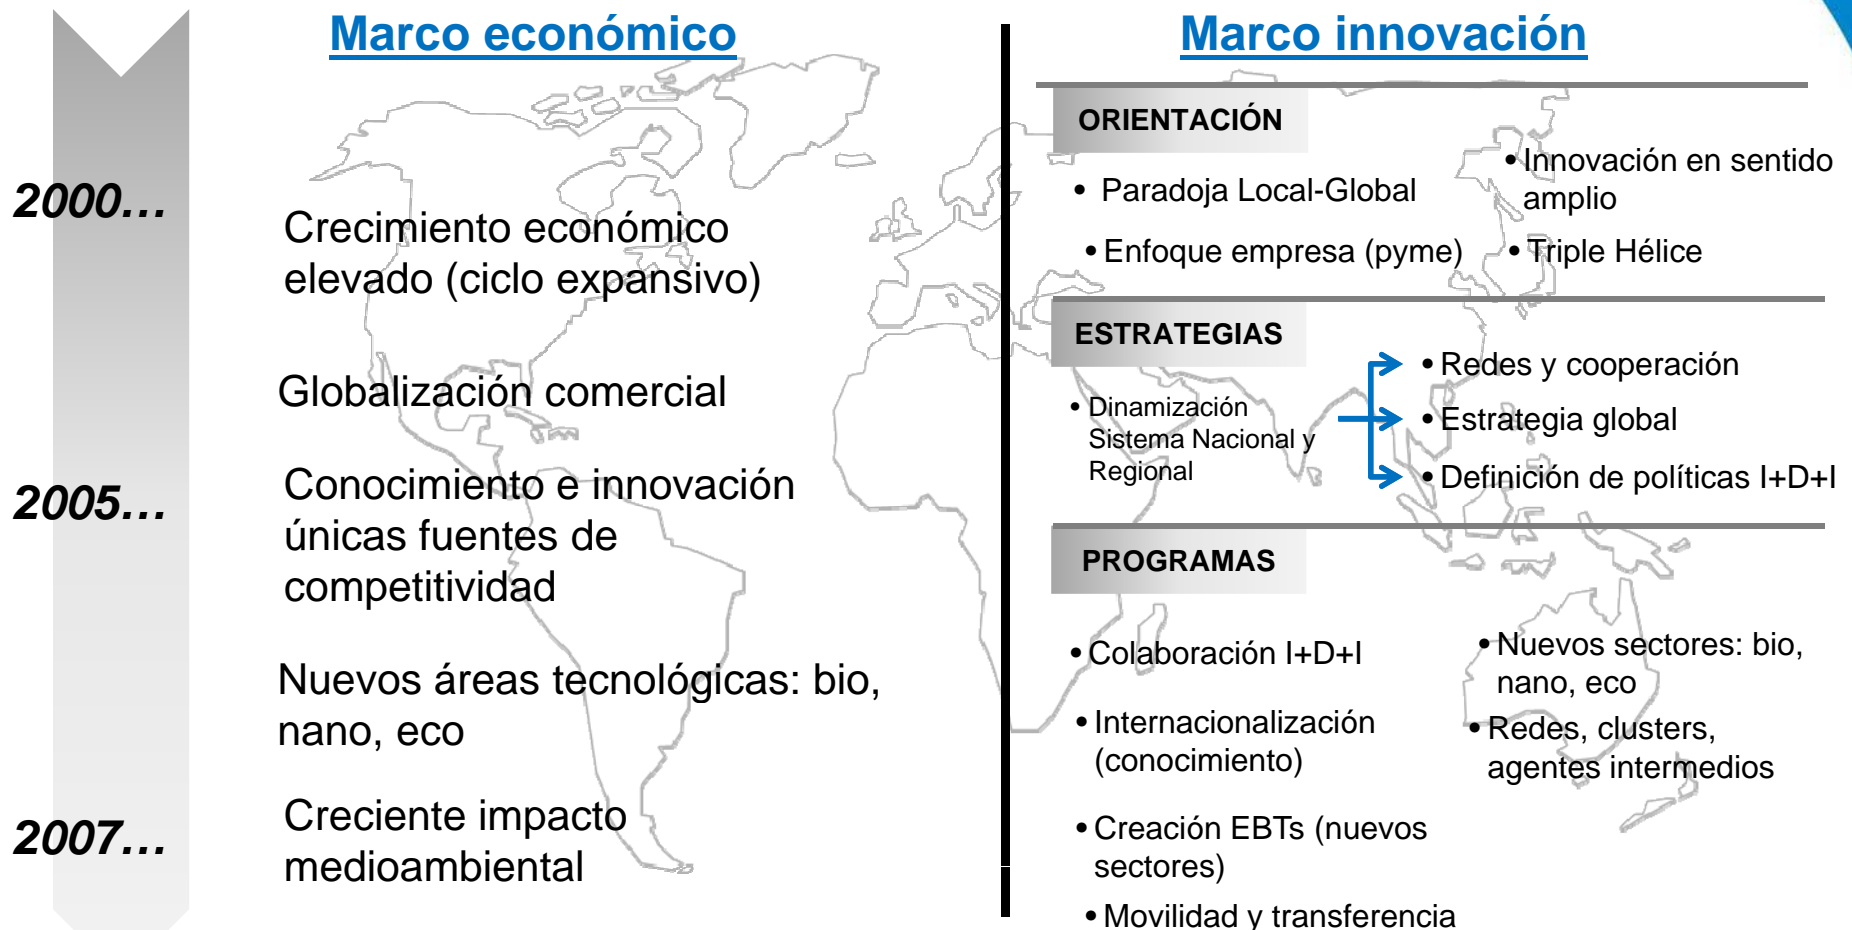 Marco económico
2000…
Crecimiento económico
elevado (ciclo expansivo)
Globalización comercial
2005…
Conocimiento e innovación
únicas fuentes de
competitividad
Nuevos áreas tecnológicas: bio,
nano, eco
2007…
Creciente impacto
medioambiental
Marco innovación
ORIENTACIÓN
• Paradoja Local-Global
• Enfoque empresa (pyme)
• Innovación en sentido
amplio
• Triple Hélice
ESTRATEGIAS
• Dinamización
Sistema Nacional y
Regional
• Redes y cooperación
• Estrategia global
• Definición de políticas I+D+I
PROGRAMAS
• Colaboración I+D+I
• Internacionalización
(conocimiento)
• Creación EBTs (nuevos
sectores)
• Movilidad y transferencia
• Nuevos sectores: bio,
nano, eco
• Redes, clusters,
agentes intermedios